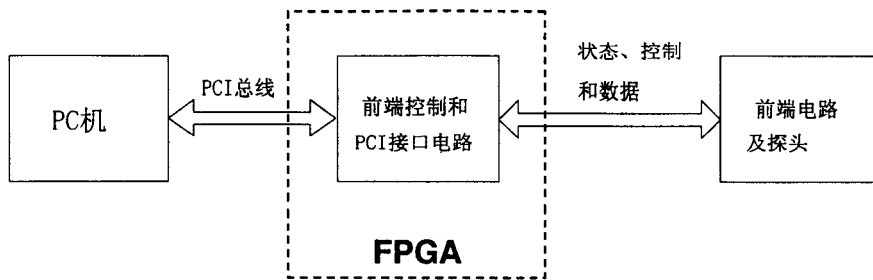 PC机
PCI总线
前端控制和
PCI接口电路
FPGA
状态、控制
和数据
前端电路
及探头